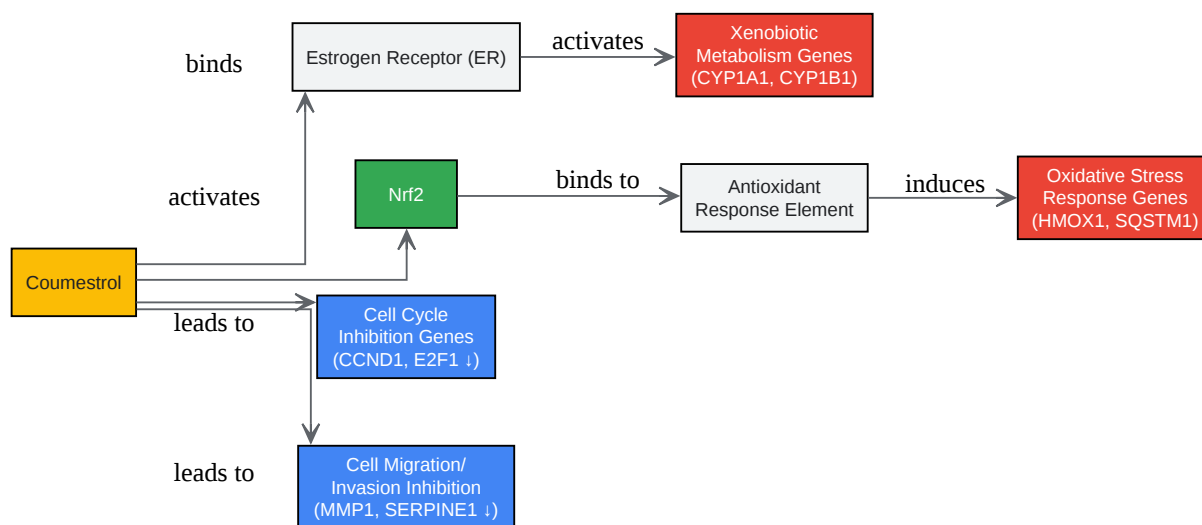 binds
Estrogen Receptor (ER)
activates
Xenobiotic
Metabolism Genes
(CYP1A1, CYP1B1)
activates
Nrf2
binds to
Antioxidant
Response Element
induces
Oxidative Stress
Response Genes
(HMOX1, SQSTM1)
Coumestrol
leads to
Cell Cycle
Inhibition Genes
(CCND1, E2F1 ↓)
leads to
Cell Migration/
Invasion Inhibition
(MMP1, SERPINE1 ↓)